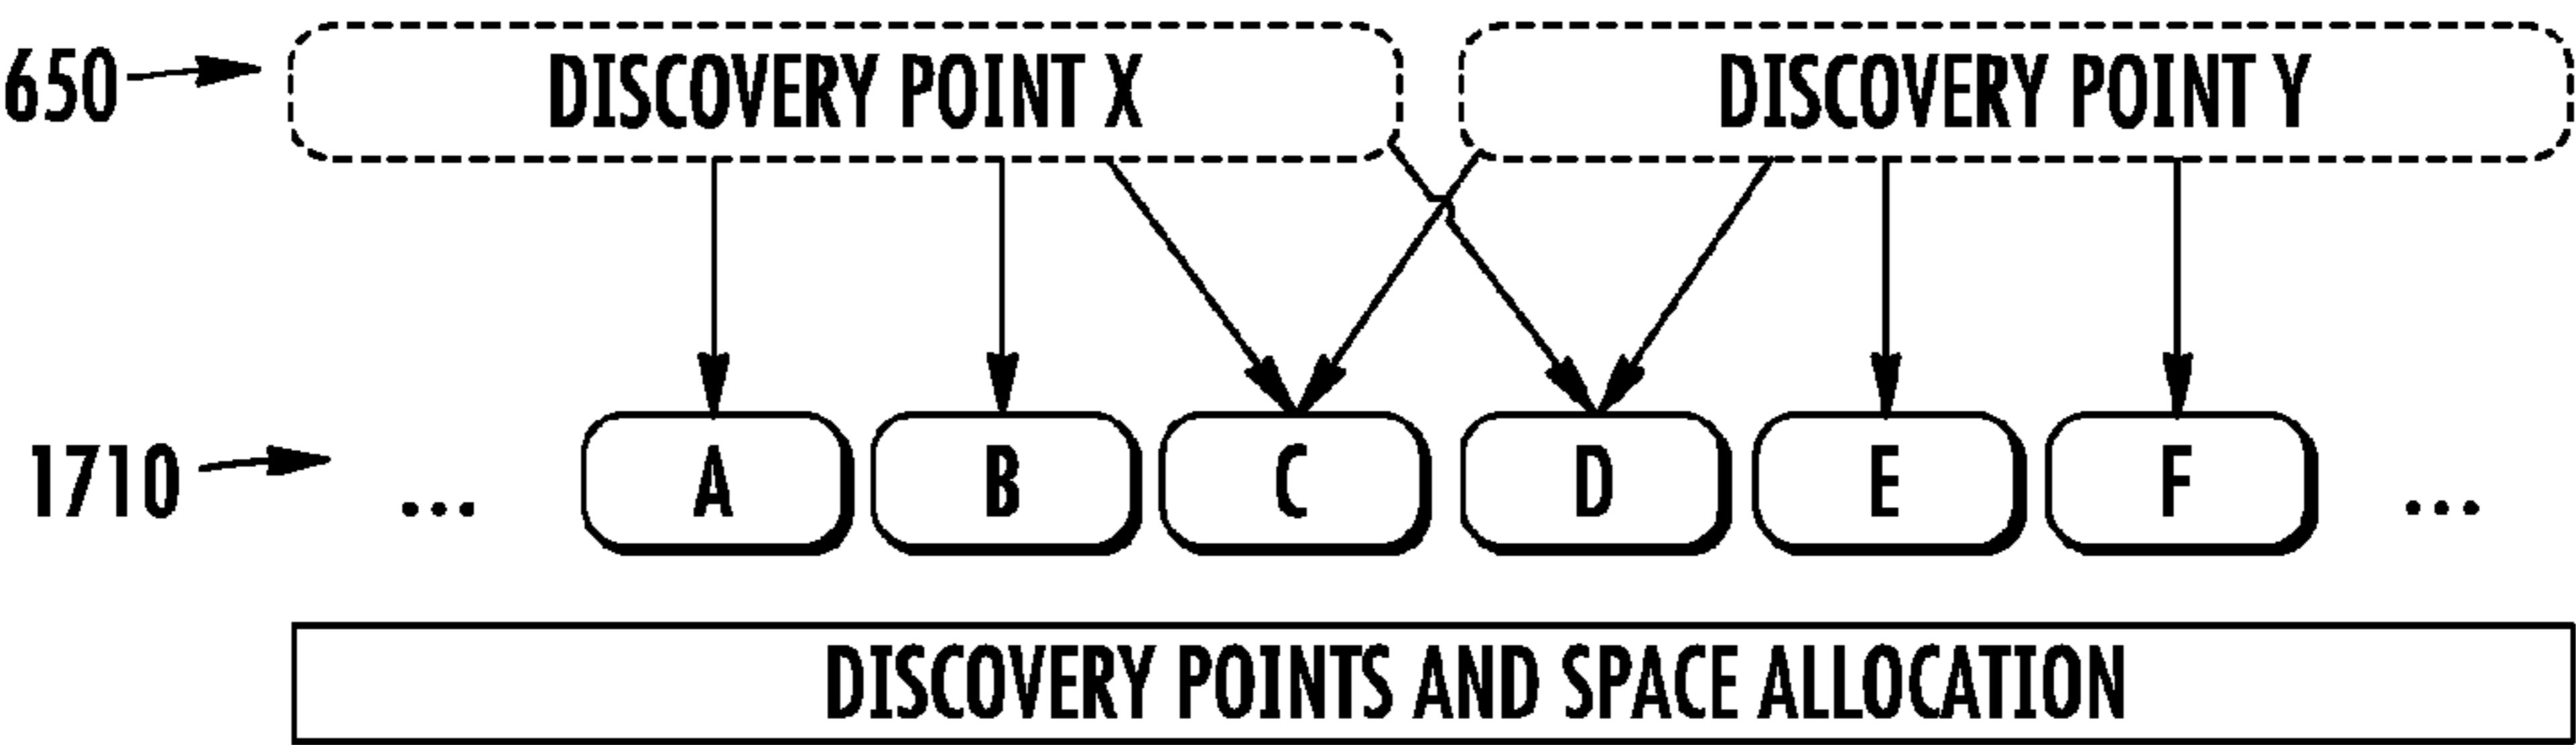 650 DISCOVERY POINT X DISCOVERY POINT Y
1710 ... A B C D E F ...
DISCOVERY POINTS AND SPACE ALLOCATION